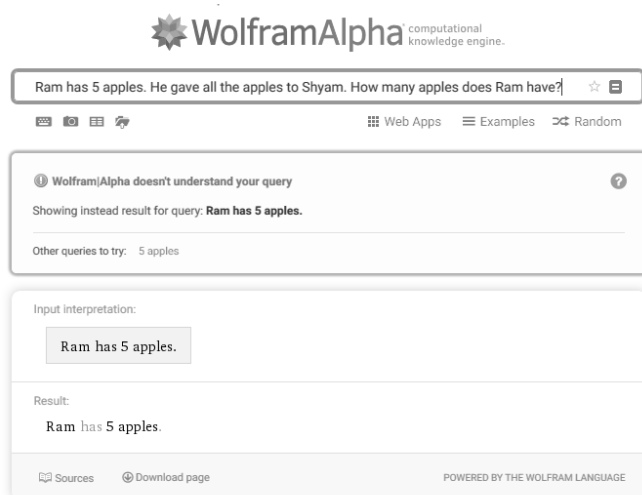 WolframAlpha computational
knowledge engine.
Ram has 5 apples. He gave all the apples to Shyam. How many apples does Ram have?
Web Apps Examples Random
Wolfram|Alpha doesn't understand your query
Showing instead result for query: Ram has 5 apples.
Other queries to try: 5 apples
Input interpretation:
Ram has 5 apples.
Result:
Ram has 5 apples.
Sources Download page POWERED BY THE WOLFRAM LANGUAGE